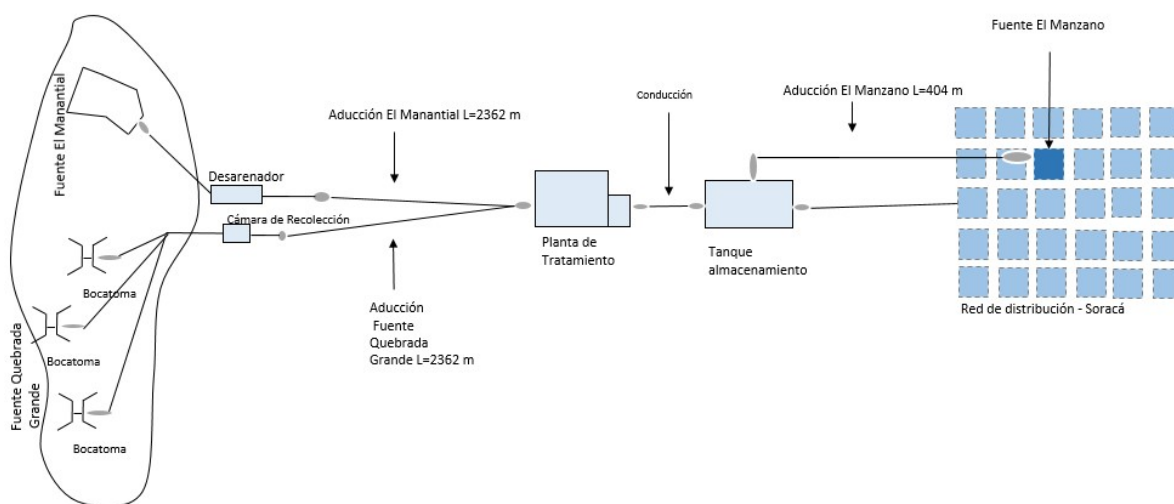 Fuente El Manantial
Fuente Quebrada
Grande
Bocatoma
Bocatoma
Bocatoma
Desarenador
Cámara de Recolección
Aducción El Manantial L=2362 m
Aducción
Fuente
Quebrada
Grande L=2362 m
Planta de
Tratamiento
Conducción
Tanque
almacenamiento
Aducción El Manzano L=404 m
Fuente El Manzano
Red de distribución - Soracá